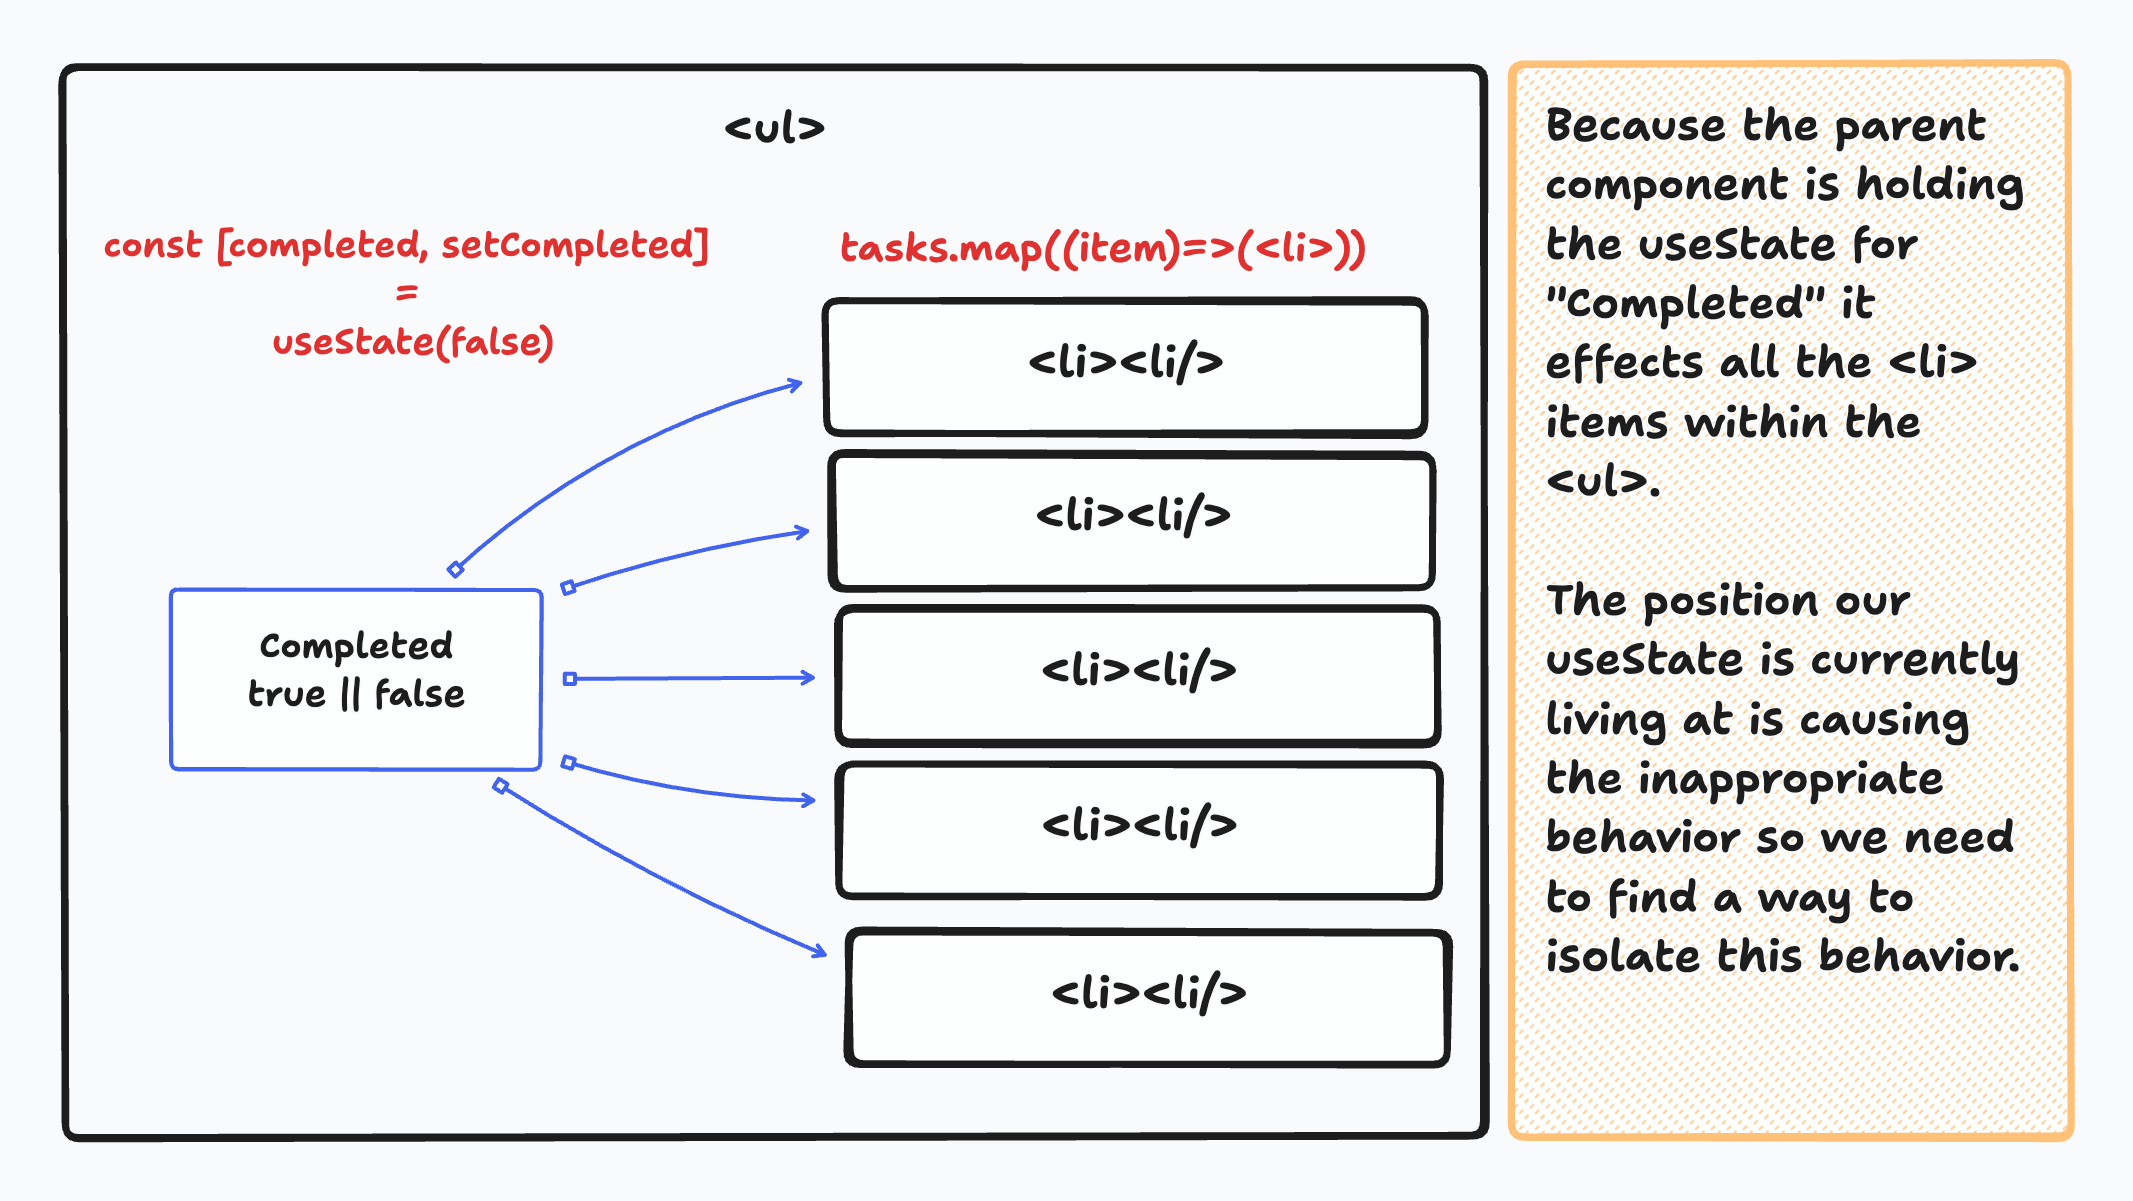 <ul>
const [completed, setCompleted]
=
useState(false)
tasks.map((item)=>(<li>))
<li><li/>
<li><li/>
<li><li/>
<li><li/>
<li><li/>
Completed
true || false
Because the parent
component is holding
the useState for
"Completed" it
effects all the <li>
items within the
<ul>.
The position our
useState is currently
living at is causing
the inappropriate
behavior so we need
to find a way to
isolate this behavior.